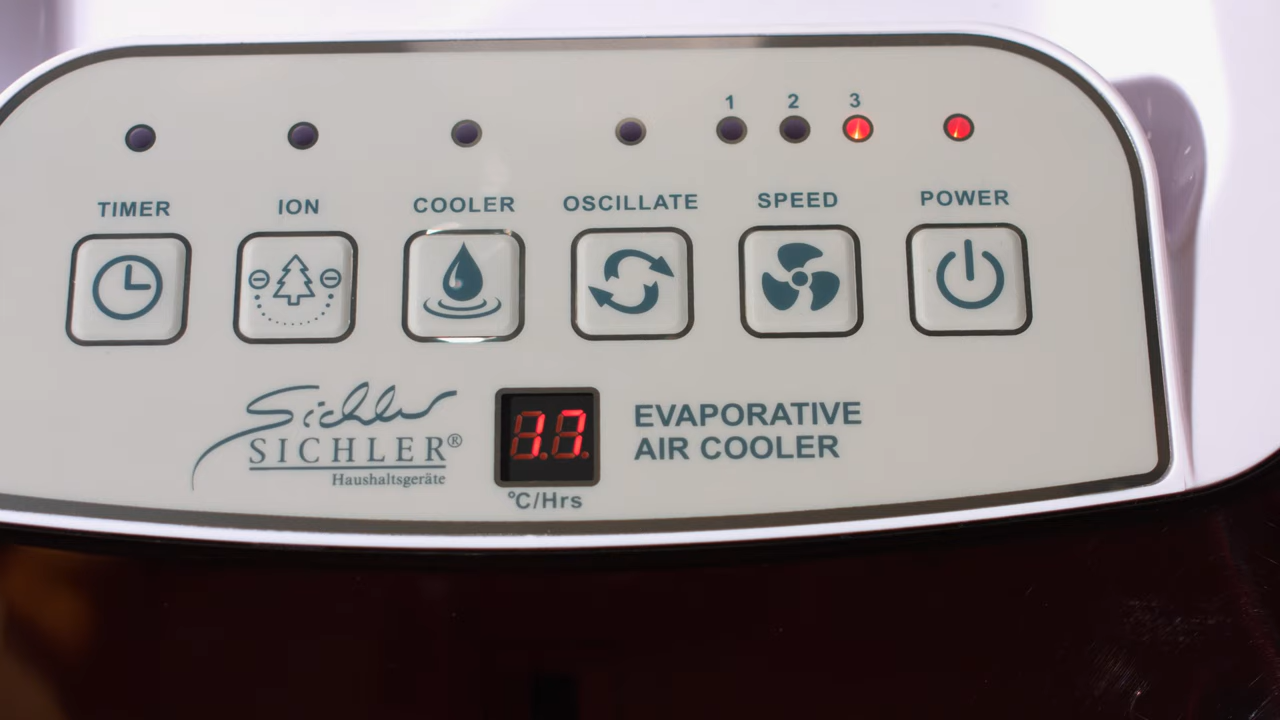 1 2 3
TIMER ION COOLER OSCILLATE SPEED POWER
Sichler
SICHLER®
Haushaltsgeräte
°C/Hrs
EVAPORATIVE
AIR COOLER